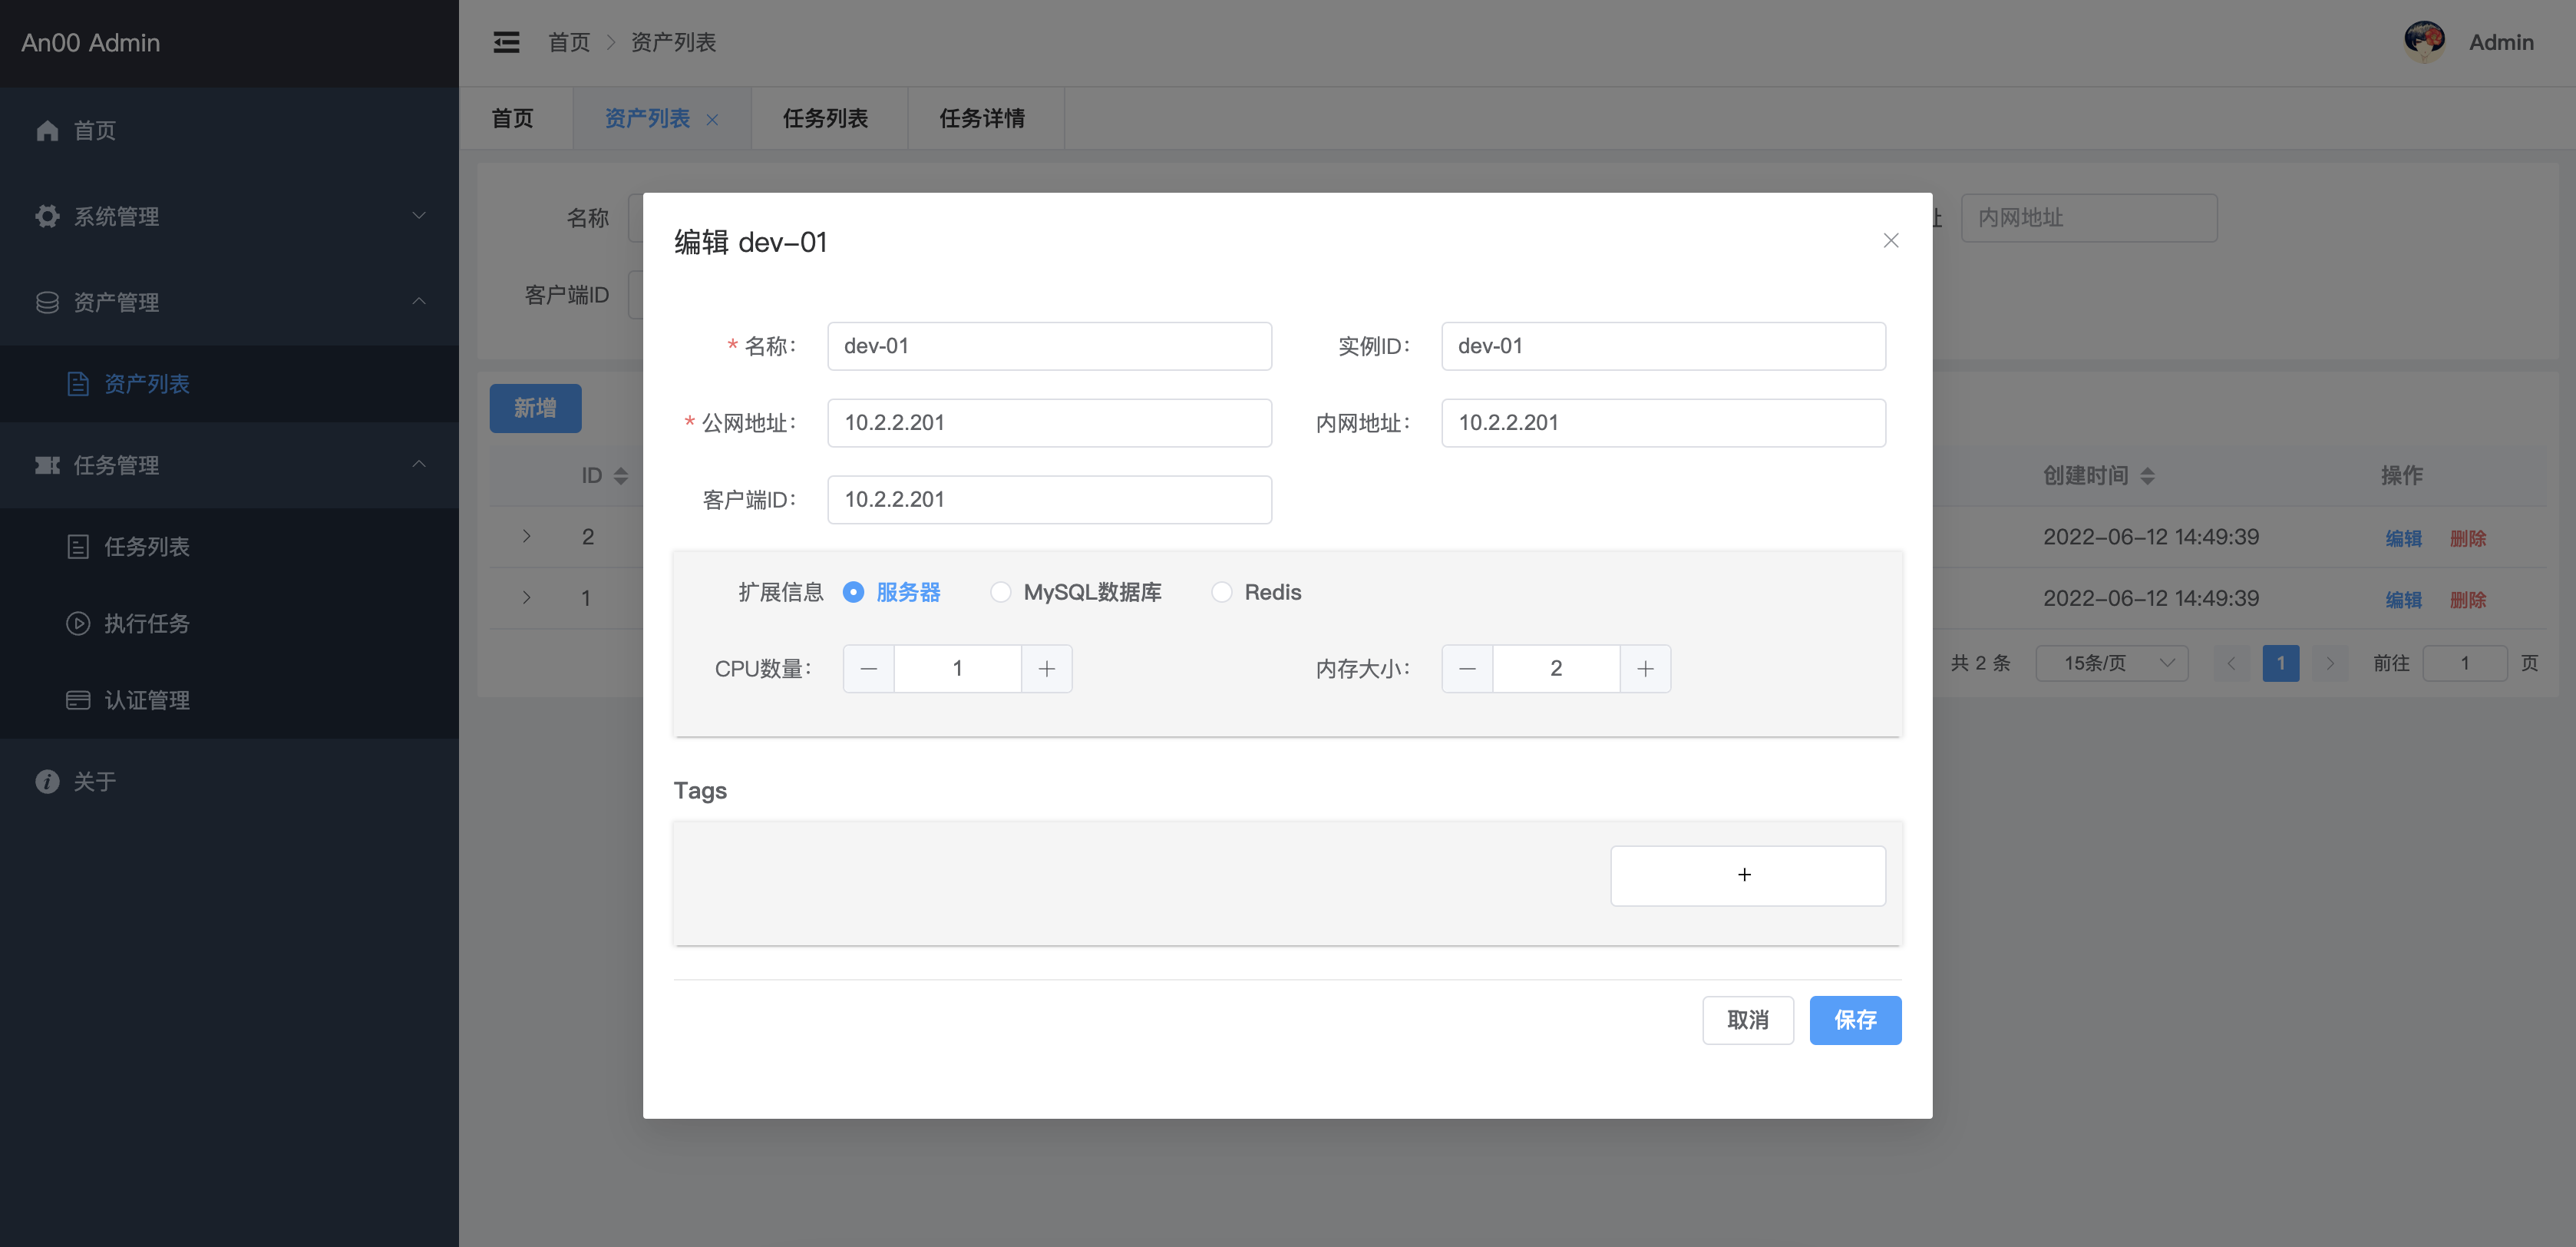 An00 Admin
首页 资产列表
Admin
首页
系统管理
资产管理
资产列表
任务管理
任务列表
执行任务
认证管理
关于
首页 资产列表 任务列表 任务详情
名称
址 内网地址
客户端ID
新增
ID 创建时间 操作
2 2022-06-12 14:49:39 编辑 删除
1 2022-06-12 14:49:39 编辑 删除
共 2 条 15条/页 1 前往 1 页
编辑 dev-01
* 名称： dev-01 实例ID： dev-01
* 公网地址： 10.2.2.201 内网地址： 10.2.2.201
客户端ID： 10.2.2.201
扩展信息 服务器 MySQL数据库 Redis
CPU数量： 1 内存大小： 2
Tags
+
取消 保存